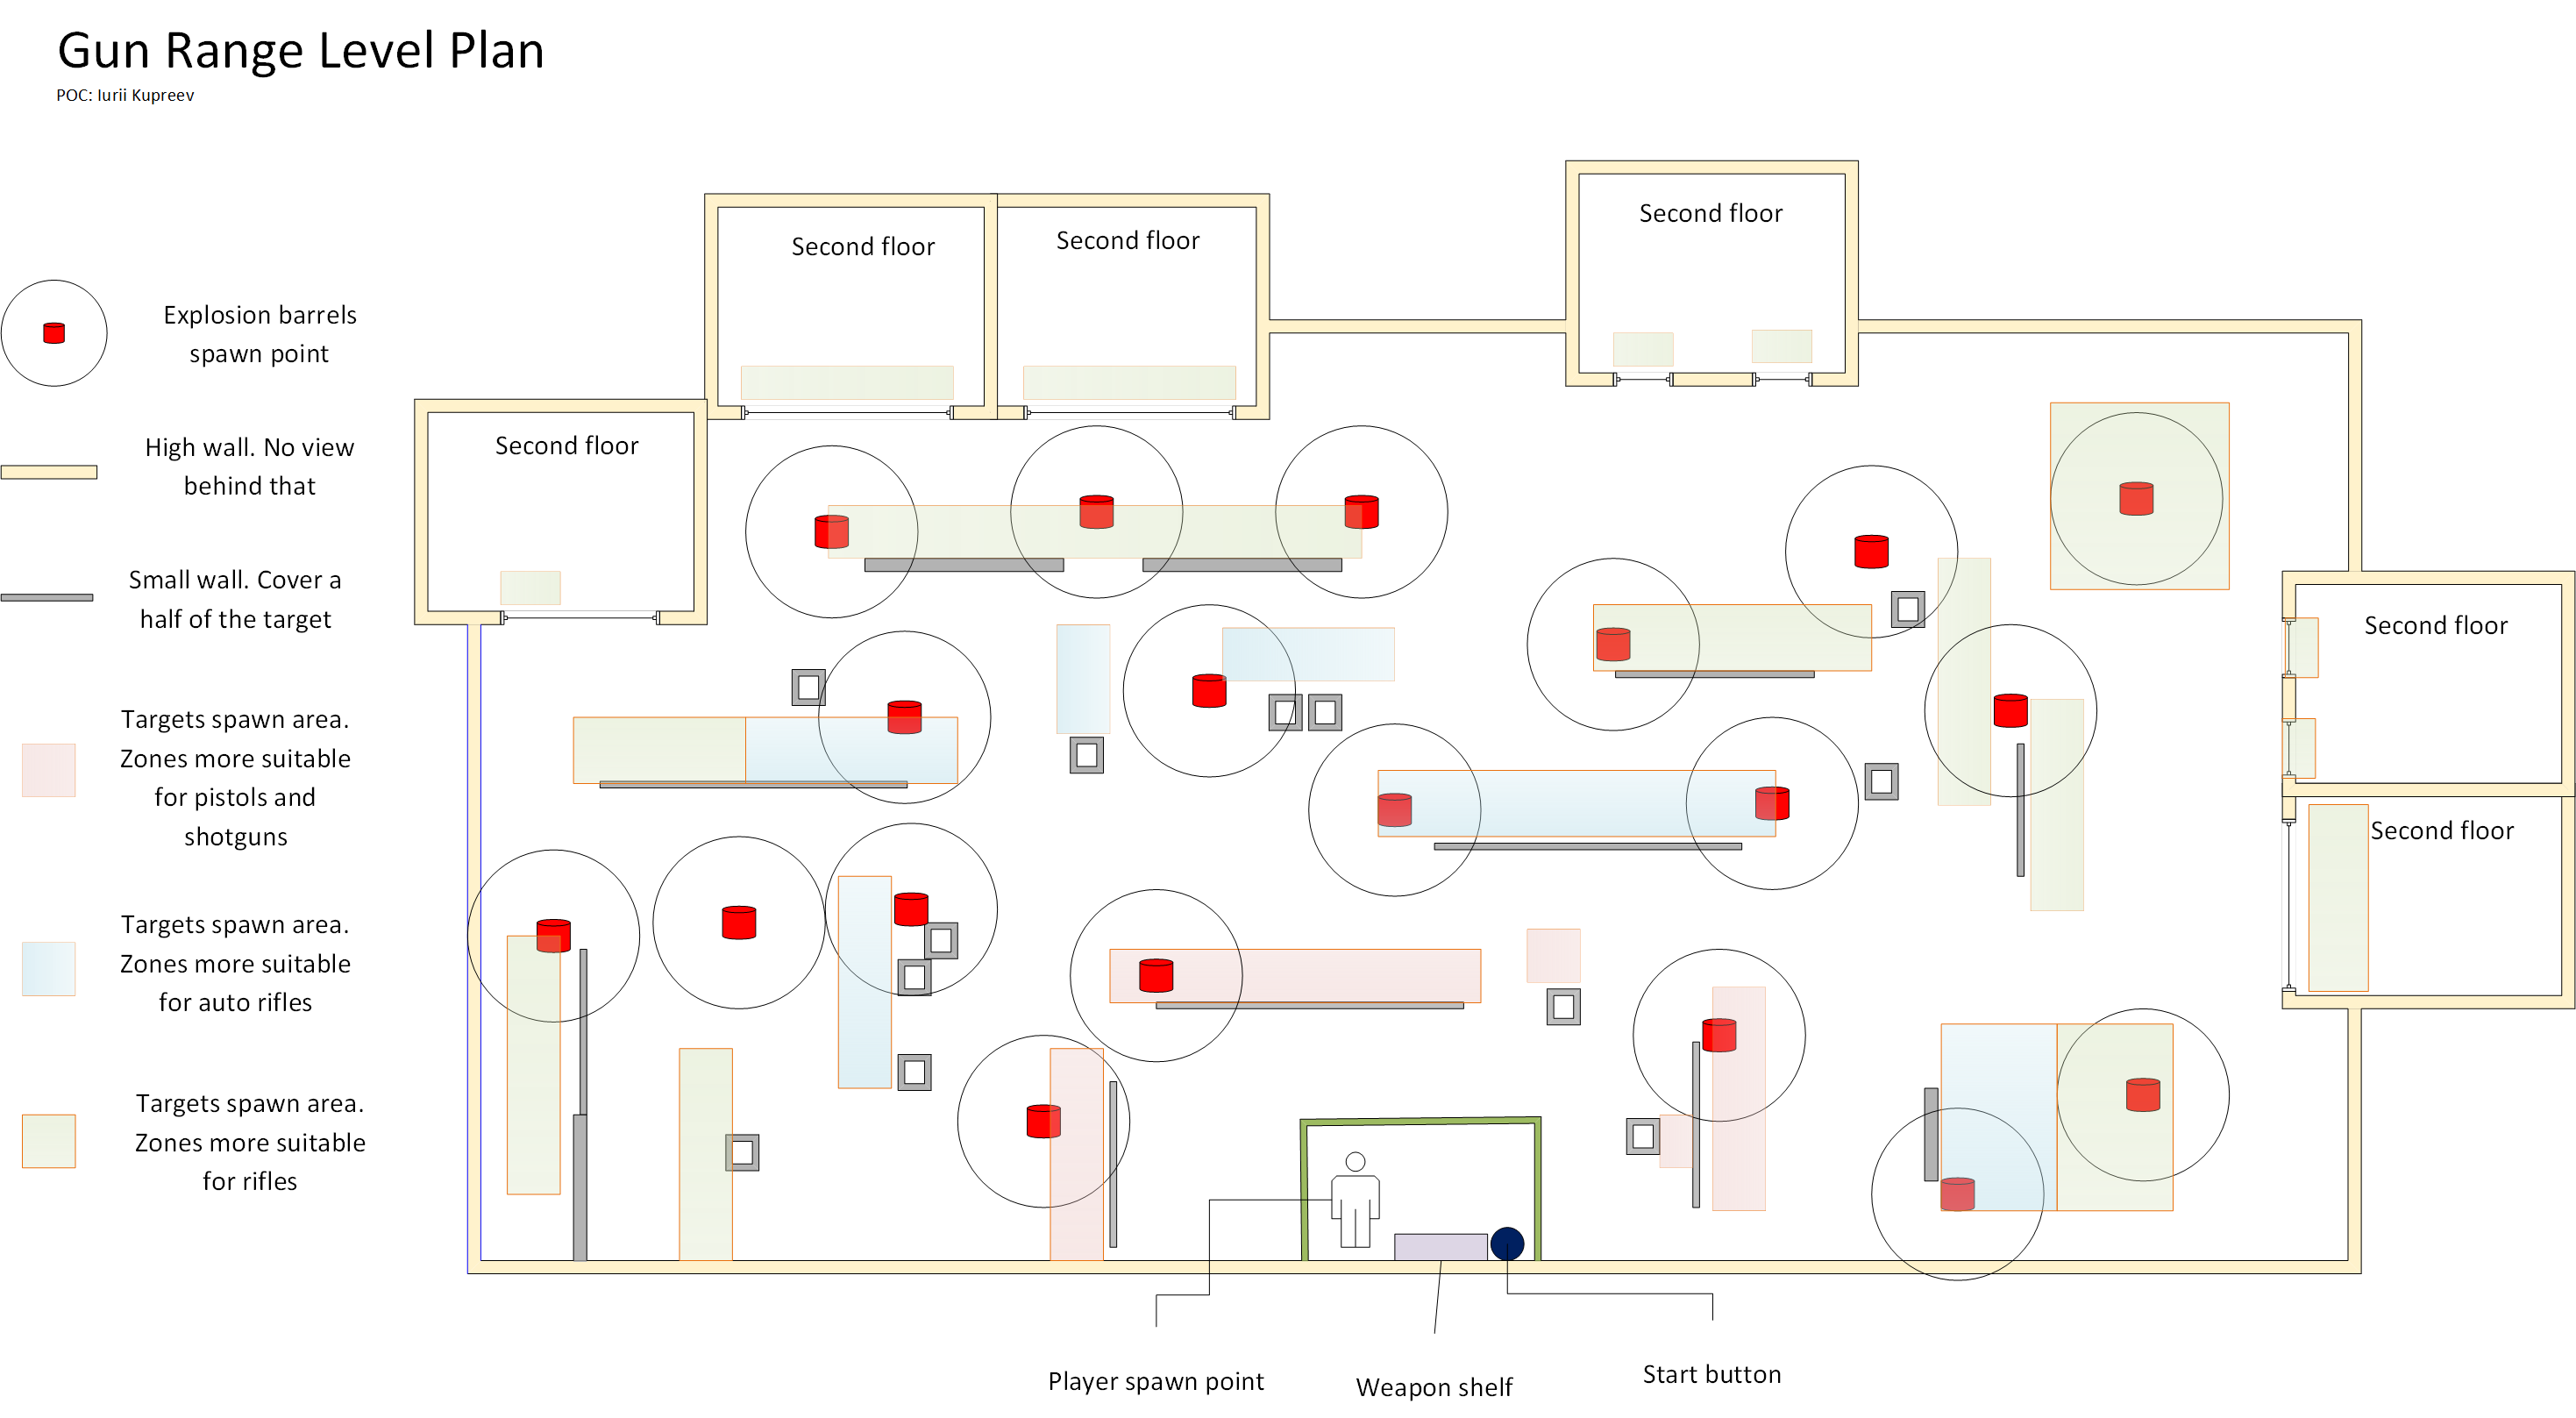 Gun Range Level Plan
POC: Iurii Kupreev
Second floor
Second floor
Second floor
Second floor
Second floor
Second floor
Explosion barrels
spawn point
High wall. No view
behind that
Small wall. Cover a
half of the target
Targets spawn area.
Zones more suitable
for pistols and
shotguns
Targets spawn area.
Zones more suitable
for auto rifles
Targets spawn area.
Zones more suitable
for rifles
Player spawn point
Weapon shelf
Start button